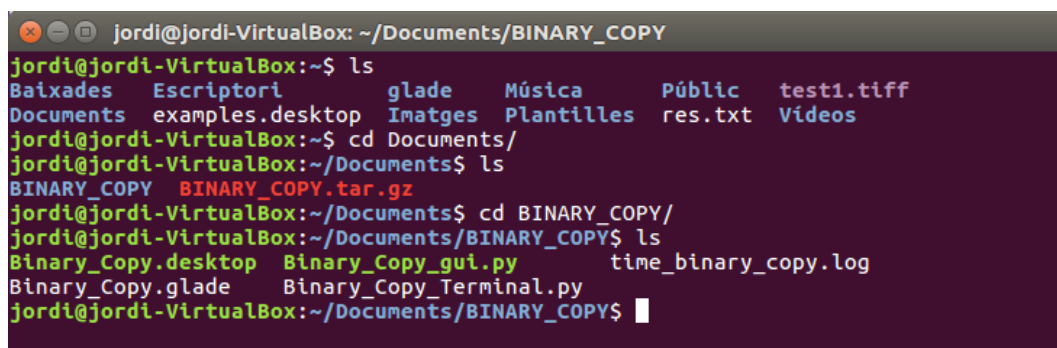 jordi@jordi-VirtualBox: ~/Documents/BINARY_COPY
jordi@jordi-VirtualBox:~$ ls
Baixades   Escriptori        glade    Música      Públic   test1.tiff
Documents  examples.desktop  Imatges  Plantilles  res.txt  Vídeos
jordi@jordi-VirtualBox:~$ cd Documents/
jordi@jordi-VirtualBox:~/Documents$ ls
BINARY_COPY  BINARY_COPY.tar.gz
jordi@jordi-VirtualBox:~/Documents$ cd BINARY_COPY/
jordi@jordi-VirtualBox:~/Documents/BINARY_COPY$ ls
Binary_Copy.desktop  Binary_Copy_gui.py       time_binary_copy.log
Binary_Copy.glade    Binary_Copy_Terminal.py
jordi@jordi-VirtualBox:~/Documents/BINARY_COPY$